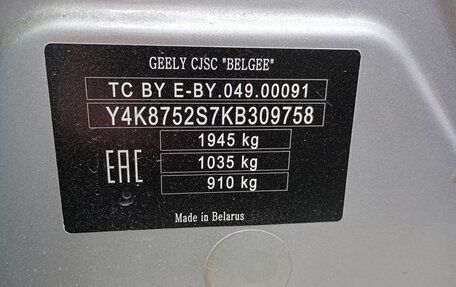 GEELY CJSC "BELGEE"
TC BY E-BY.049.00091
Y4K8752S7KB309758
1945 kg
1035 kg
910 kg
EAC
Made in Belarus